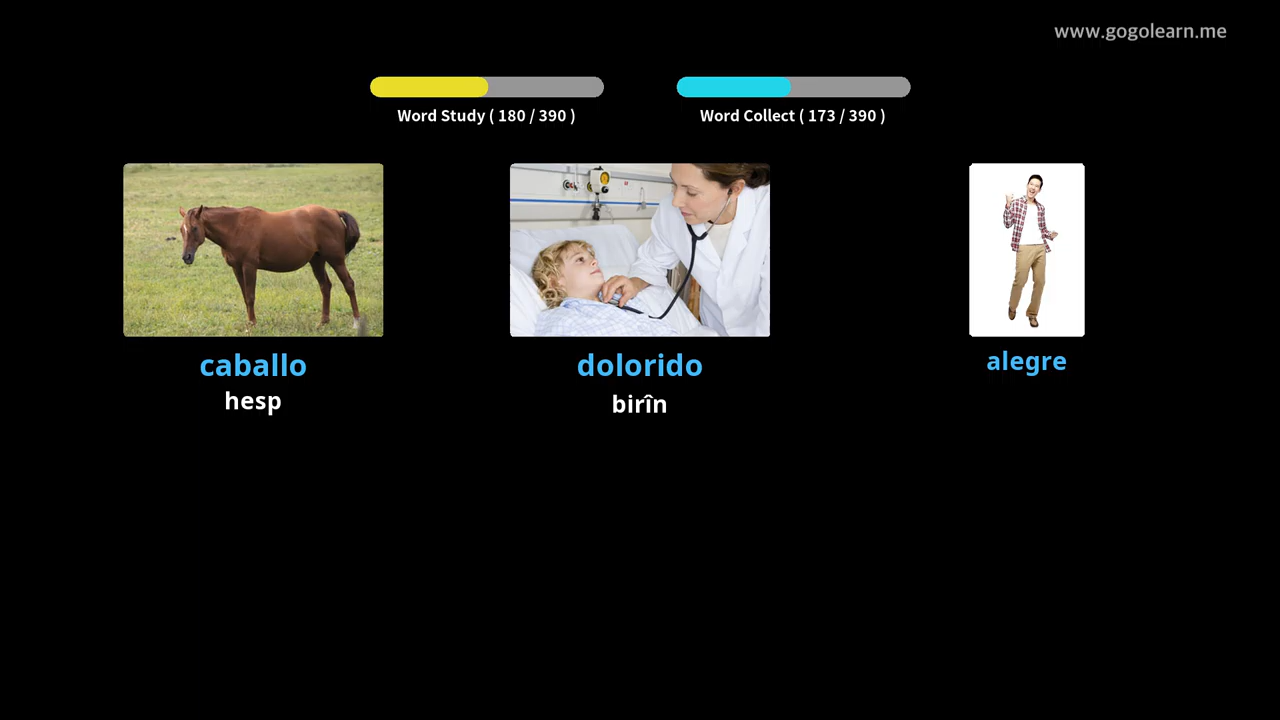 www.gogolearn.me
Word Study ( 180 / 390 )
Word Collect ( 173 / 390 )
caballo
hesp
dolorido
birîn
alegre